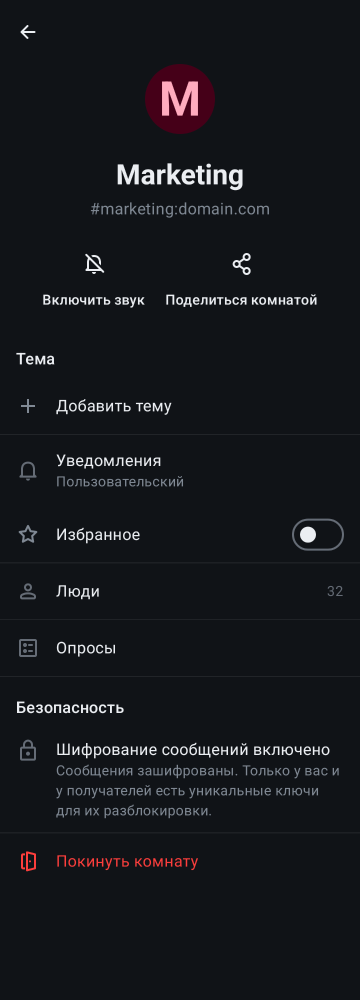 M
Marketing
#marketing:domain.com
Включить звук
Поделиться комнатой
Тема
Добавить тему
Уведомления
Пользовательский
Избранное
Люди
32
Опросы
Безопасность
Шифрование сообщений включено
Сообщения зашифрованы. Только у вас и
у получателей есть уникальные ключи
для их разблокировки.
Покинуть комнату